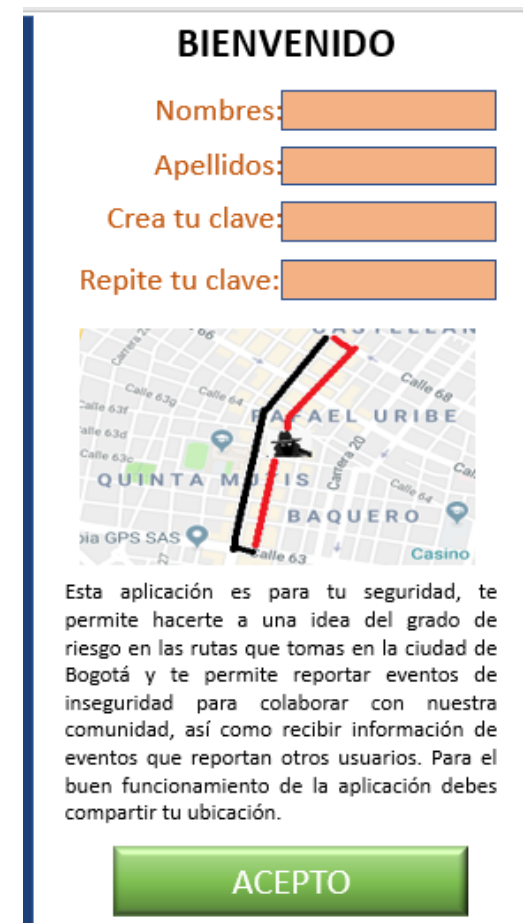 BIENVENIDO
Nombres:
Apellidos:
Crea tu clave:
Repite tu clave:
66
Calle 63g
Calle 64
Calle 68
Calle 63f
RAFAEL URIBE
Calle 63d
Calle 63c
QUINTA MUTIS
Calle 64
BAQUERO
GPS SAS
Calle 63
Casino
Esta aplicación es para tu seguridad, te
permite hacerte a una idea del grado de
riesgo en las rutas que tomas en la ciudad de
Bogotá y te permite reportar eventos de
inseguridad para colaborar con nuestra
comunidad, así como recibir información de
eventos que reportan otros usuarios. Para el
buen funcionamiento de la aplicación debes
compartir tu ubicación.
ACEPTO